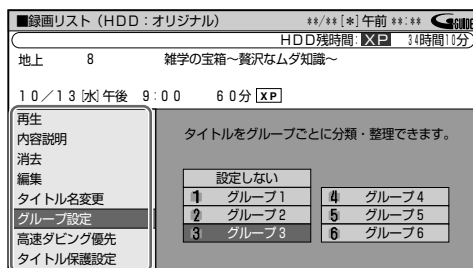 ■録画リスト（HDD：オリジナル） **/**[*]午前 **:** G-GUIDE
HDD残時間：XP 34時間10分
地上 8 雑学の宝箱～贅沢なムダ知識～
10／13[水]午後 9:00 60分 XP
再生
内容説明
消去
編集
タイトル名変更
グループ設定
高速ダビング優先
タイトル保護設定
タイトルをグループごとに分類・整理できます。
設定しない
1 グループ1 4 グループ4
2 グループ2 5 グループ5
3 グループ3 6 グループ6